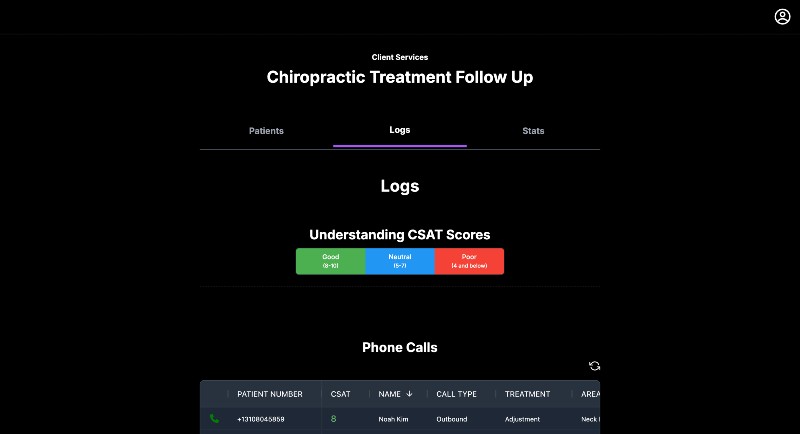 Client Services
Chiropractic Treatment Follow Up
Patients Logs Stats
Logs
Understanding CSAT Scores
Good Neutral Poor
(8-10) (5-7) (4 and below)
Phone Calls
PATIENT NUMBER CSAT NAME CALL TYPE TREATMENT AREA
+13108045859 8 Noah Kim Outbound Adjustment Neck